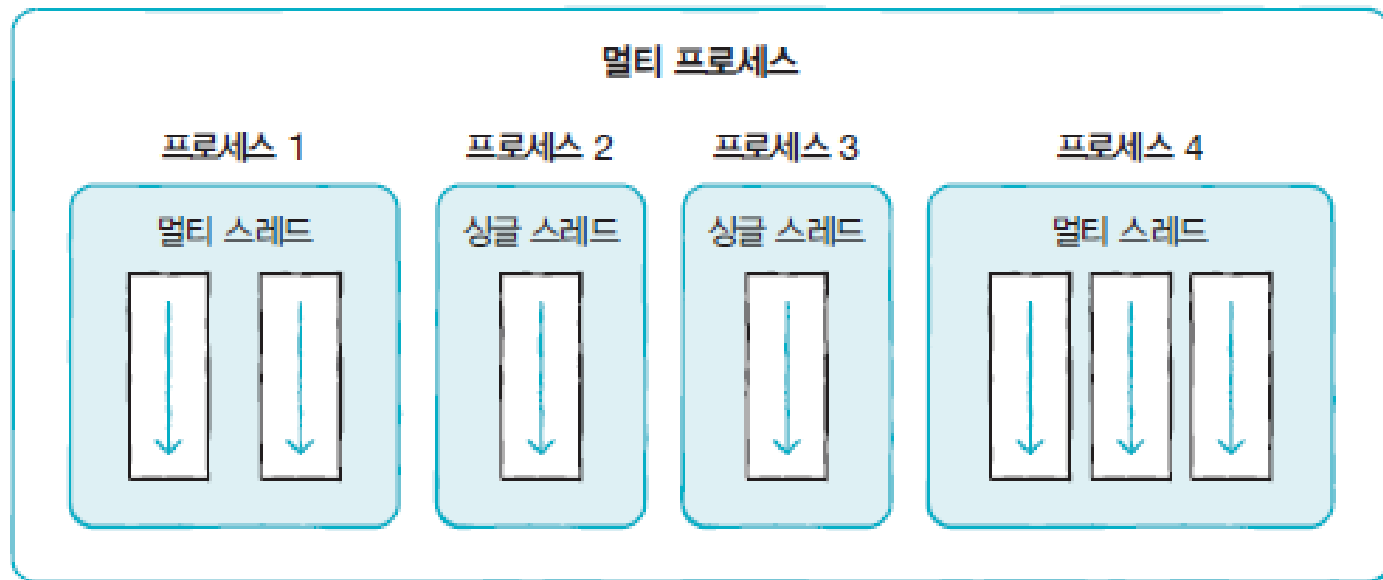 멀티 프로세스
프로세스 1 프로세스 2 프로세스 3 프로세스 4
멀티 스레드 싱글 스레드 싱글 스레드 멀티 스레드